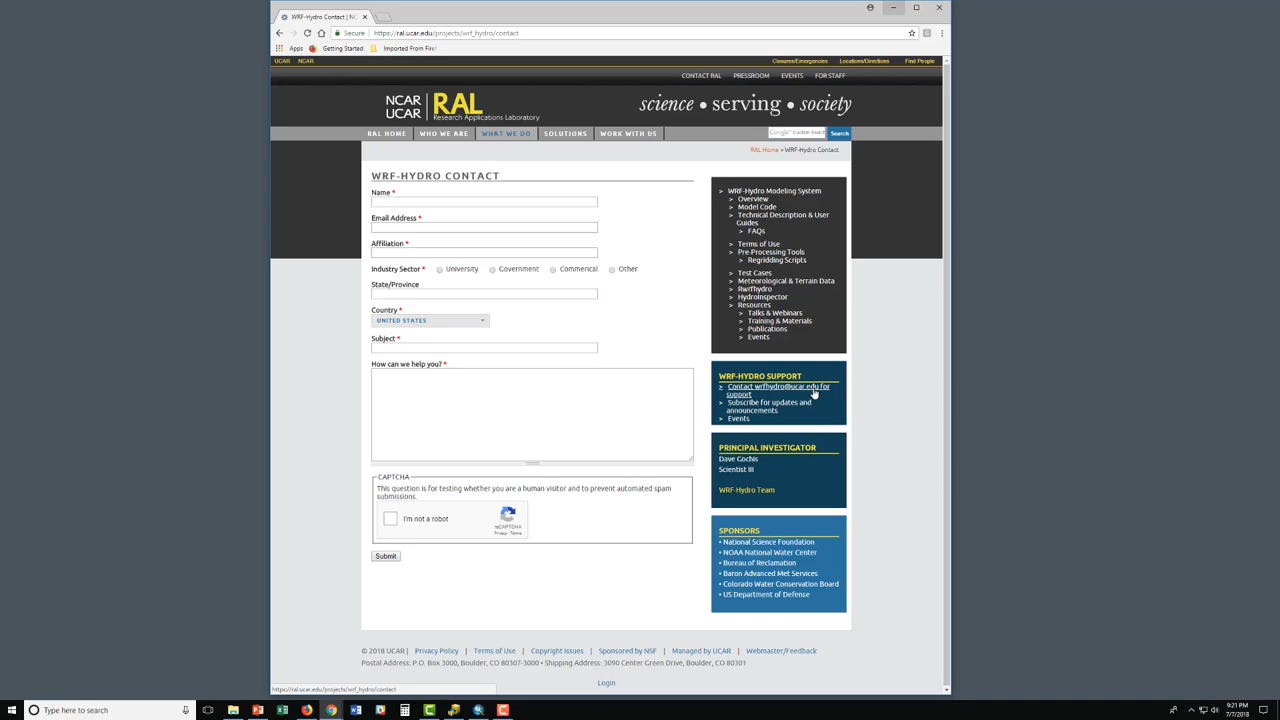 WRF-Hydro Contact | NC
Secure
https://ral.ucar.edu/projects/wrf_hydro/contact
Apps
Getting Started
Imported From Fire
UCAR
NCAR
Closures/Emergencies
Locations/Directions
Find People
CONTACT RAL
PRESSROOM
EVENTS
FOR STAFF
NCAR
UCAR
RAL
Research Applications Laboratory
science • serving • society
RAL HOME
WHO WE ARE
WHAT WE DO
SOLUTIONS
WORK WITH US
Google™ Custom Search
Search
RAL Home » WRF-Hydro Contact
WRF-HYDRO CONTACT
Name *
Email Address *
Affiliation *
Industry Sector *
University
Government
Commerical
Other
State/Province
Country *
UNITED STATES
Subject *
How can we help you? *
CAPTCHA
This question is for testing whether you are a human visitor and to prevent automated spam
submissions.
I'm not a robot
reCAPTCHA
Privacy - Terms
Submit
> WRF-Hydro Modeling System
> Overview
> Model Code
> Technical Description & User
Guides
> FAQs
> Terms of Use
> Pre-Processing Tools
> Regridding Scripts
> Test Cases
> Meteorological & Terrain Data
> Rwrfhydro
> HydroInspector
> Resources
> Talks & Webinars
> Training & Materials
> Publications
> Events
WRF-HYDRO SUPPORT
> Contact wrfhydro@ucar.edu for
support
> Subscribe for updates and
announcements
> Events
PRINCIPAL INVESTIGATOR
Dave Gochis
Scientist III
WRF-Hydro Team
SPONSORS
• National Science Foundation
• NOAA National Water Center
• Bureau of Reclamation
• Baron Advanced Met Services
• Colorado Water Conservation Board
• US Department of Defense
© 2018 UCAR | Privacy Policy | Terms of Use | Copyright Issues | Sponsored by NSF | Managed by UCAR | Webmaster/Feedback
Postal Address: P.O. Box 3000, Boulder, CO 80307-3000 • Shipping Address: 3090 Center Green Drive, Boulder, CO 80301
Login
https://ral.ucar.edu/projects/wrf_hydro/contact
Type here to search
9:21 PM
7/7/2018